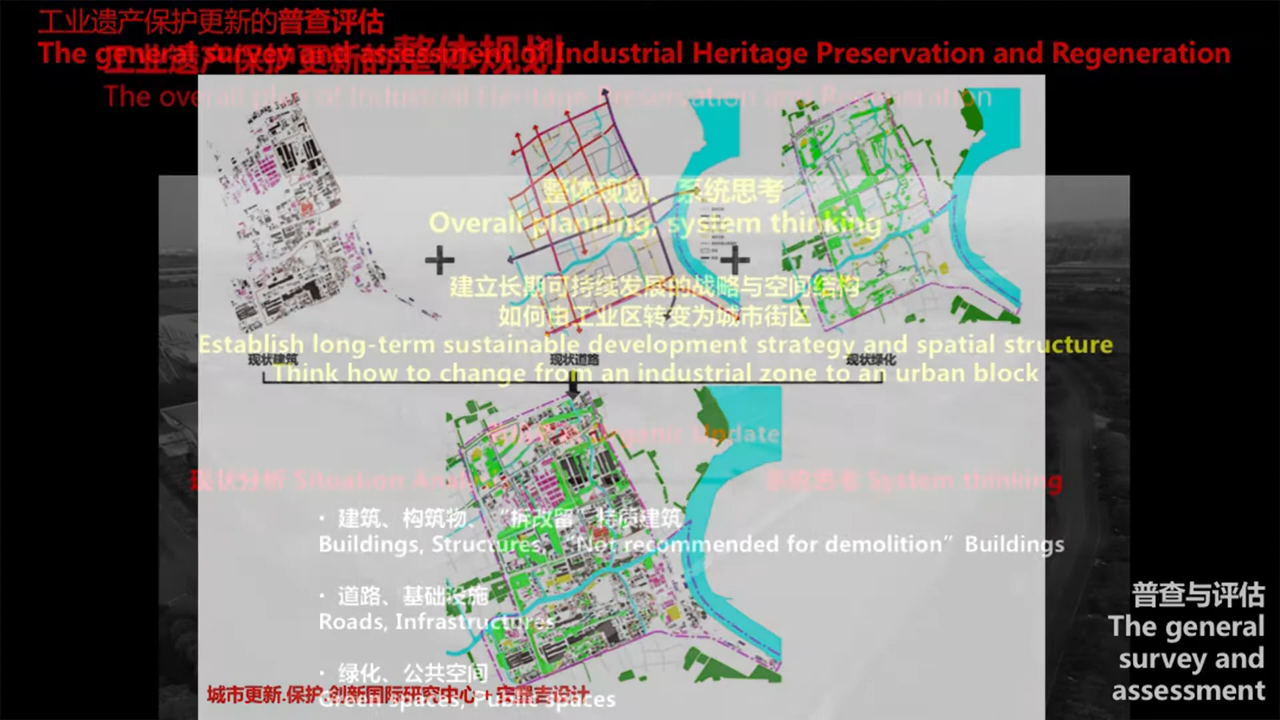 工业遗产保护更新的普查评估
The general survey and assessment of Industrial Heritage Preservation and Regeneration
工业遗产保护更新的整体规划
The overall plan of Industrial Heritage Preservation and Regeneration
整体规划、系统思考
Overall planning, system thinking
建立长期可持续发展的战略与空间结构
如何由工业区转变为城市街区
Establish long-term sustainable development strategy and spatial structure
Think how to change from an industrial zone to an urban block
现状建筑
现状道路
现状绿化
Organic Update
现状分析 Situation
系统思考 System thinking
· 建筑、构筑物、“拆改留”特质建筑
Buildings, Structures, “Not recommended for demolition” Buildings
· 道路、基础设施
Roads, Infrastructures
· 绿化、公共空间
Green spaces, Public spaces
城市更新.保护.创新国际研究中心+
普查与评估
The general
survey and
assessment